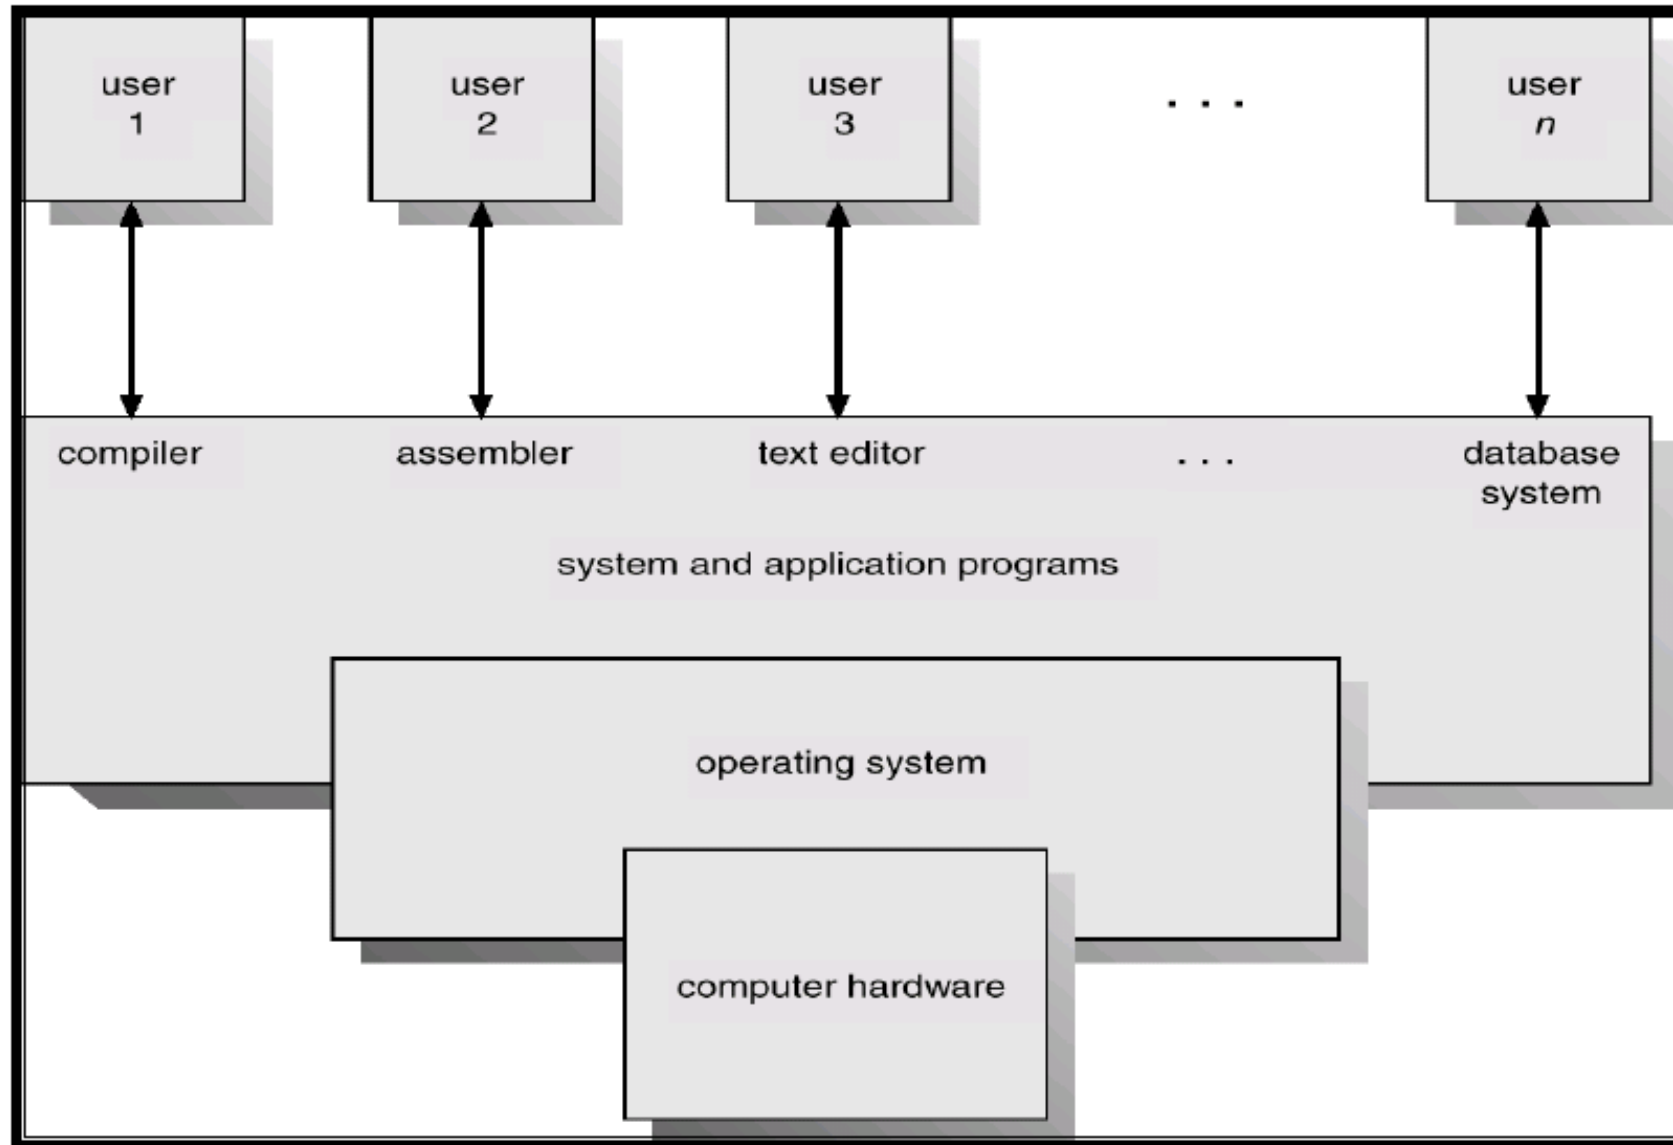 user
1
user
2
user
3
. . .
user
n
compiler
assembler
text editor
. . .
database
system
system and application programs
operating system
computer hardware